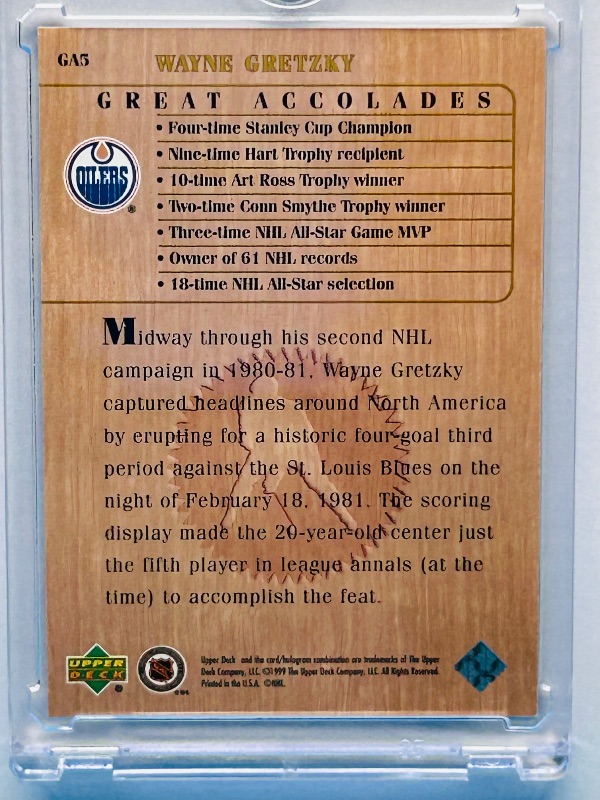 GA5
WAYNE GRETZKY
GREAT ACCOLADES
• Four-time Stanley Cup Champion
• Nine-time Hart Trophy recipient
• 10-time Art Ross Trophy winner
• Two-time Conn Smythe Trophy winner
• Three-time NHL All-Star Game MVP
• Owner of 61 NHL records
• 18-time NHL All-Star selection
OILERS
®
Midway through his second NHL
campaign in 1980-81, Wayne Gretzky
captured headlines around North America
by erupting for a historic four-goal third
period against the St. Louis Blues on the
night of February 18, 1981. The scoring
display made the 20-year-old center just
the fifth player in league annals (at the
time) to accomplish the feat.
UPPER
DECK
®
NHL
Upper Deck and the card/hologram combination are trademarks of The Upper
Deck Company, LLC. ©1999 The Upper Deck Company, LLC. All Rights Reserved.
Printed in the U.S.A. ©NHL.